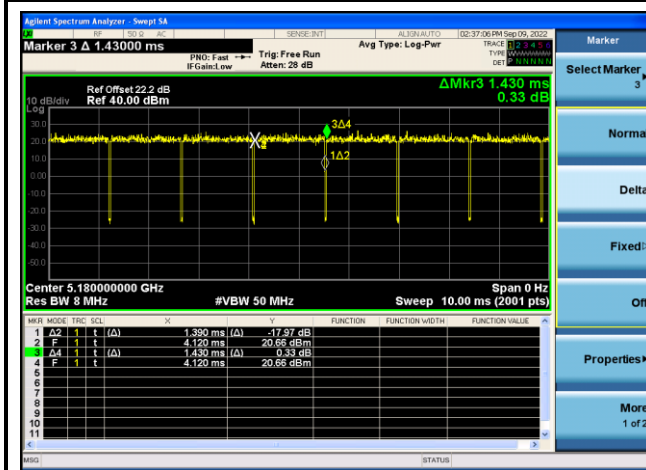 Agilent Spectrum Analyzer - Swept SA
RF 50 Ω AC SENSE:INT ALIGN AUTO 02:37:06 PM Sep 09, 2022
Marker 3 Δ 1.43000 ms
PNO: Fast
IFGain:Low
Trig: Free Run
Atten: 28 dB
Avg Type: Log-Pwr
TRACE 1 2 3 4 5 6
TYPE WWWWWW
DET P N N N N N
Ref Offset 22.2 dB
Ref 40.00 dBm
10 dB/div
Log
ΔMkr3 1.430 ms
0.33 dB
30.0
20.0
10.0
0.00
-10.0
-20.0
-30.0
-40.0
-50.0
3Δ4
1Δ2
Center 5.180000000 GHz
Span 0 Hz
Res BW 8 MHz
#VBW 50 MHz
Sweep 10.00 ms (2001 pts)
MKR MODE TRC SCL X Y FUNCTION FUNCTION WIDTH FUNCTION VALUE
1 Δ2 1 t (Δ) 1.390 ms (Δ) -17.97 dB
2 F 1 t 4.120 ms 20.66 dBm
3 Δ4 1 t (Δ) 1.430 ms (Δ) 0.33 dB
4 F 1 t 4.120 ms 20.66 dBm
5
6
7
8
9
10
11
MSG STATUS
Marker
Select Marker
3
Norma
Delta
Fixed
Off
Properties
More
1 of 2